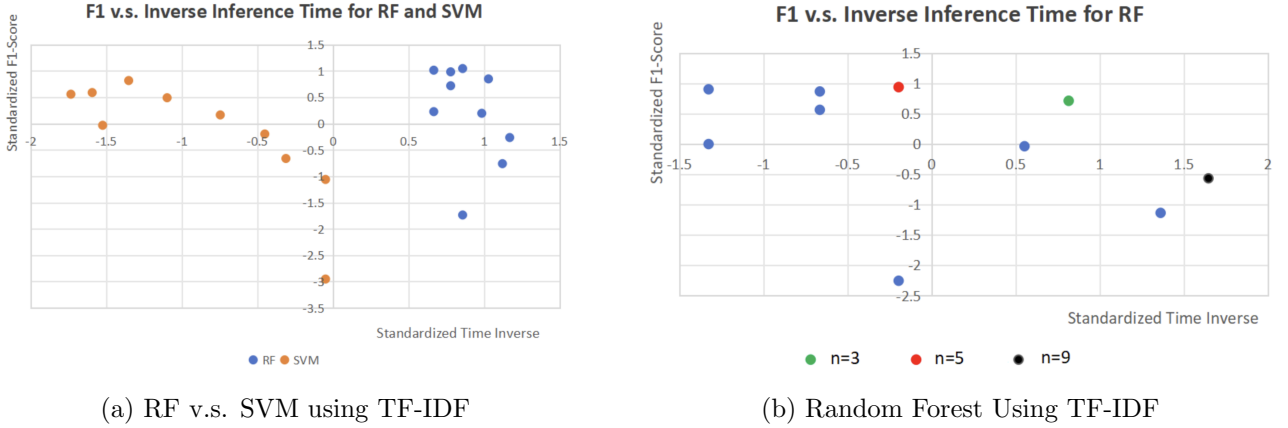 F1 v.s. Inverse Inference Time for RF and SVM
Standardized F1-Score
1.5
1
0.5
0
-0.5
-1
-1.5
-2
-2.5
-3
-3.5
-2 -1.5 -1 -0.5 0 0.5 1 1.5
Standardized Time Inverse
RF SVM
(a) RF v.s. SVM using TF-IDF
F1 v.s. Inverse Inference Time for RF
Standardized F1-Score
1.5
1
0.5
0
-0.5
-1
-1.5
-2
-2.5
-1.5 -1 -0.5 0 0.5 1 1.5 2
Standardized Time Inverse
n=3 n=5 n=9
(b) Random Forest Using TF-IDF